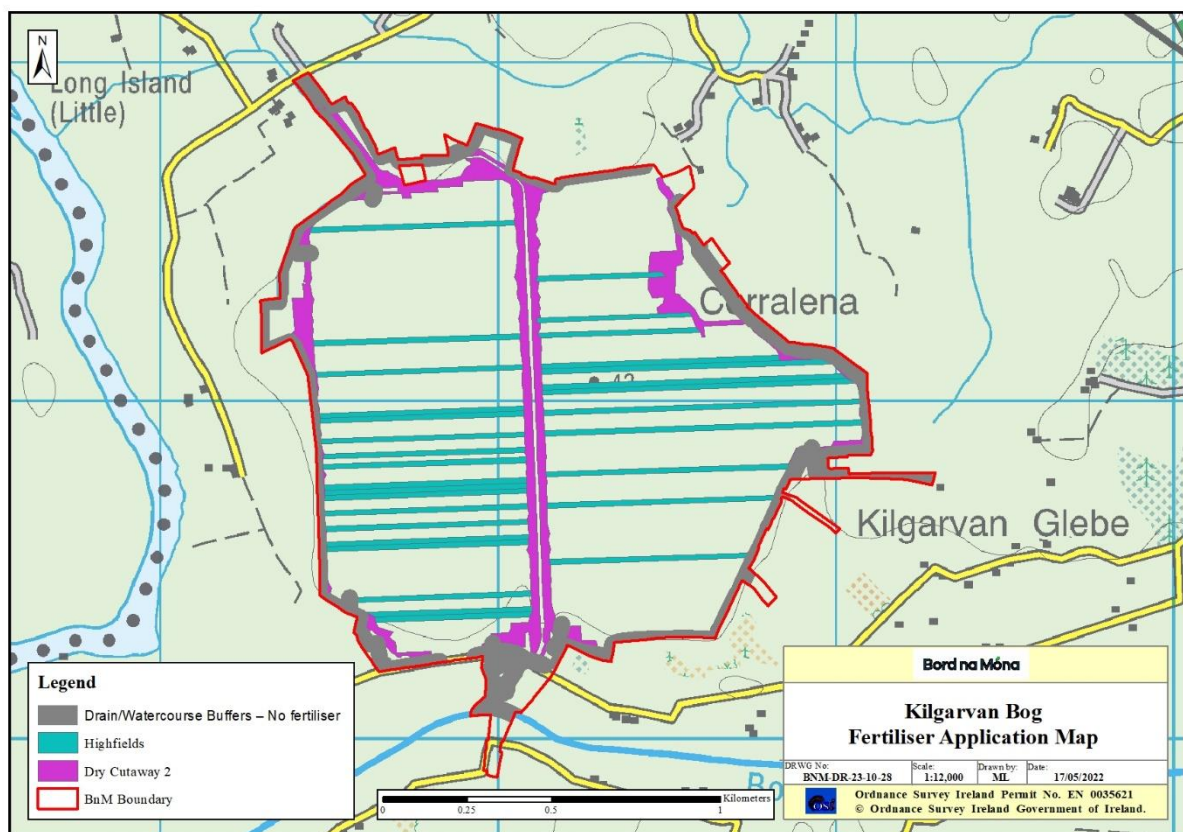 N
Long Island
(Little)
Corralena
43
Kilgarvan Glebe
Legend
Drain/Watercourse Buffers – No fertiliser
Highfields
Dry Cutaway 2
BnM Boundary
Kilometers
0 0.25 0.5 1
Bord na Móna
Kilgarvan Bog
Fertiliser Application Map
DRWG No: Scale: Drawn by: Date:
BNM-DR-23-10-28 1:12,000 ML 17/05/2022
Ordnance Survey Ireland Permit No. EN 0035621
© Ordnance Survey Ireland Government of Ireland.